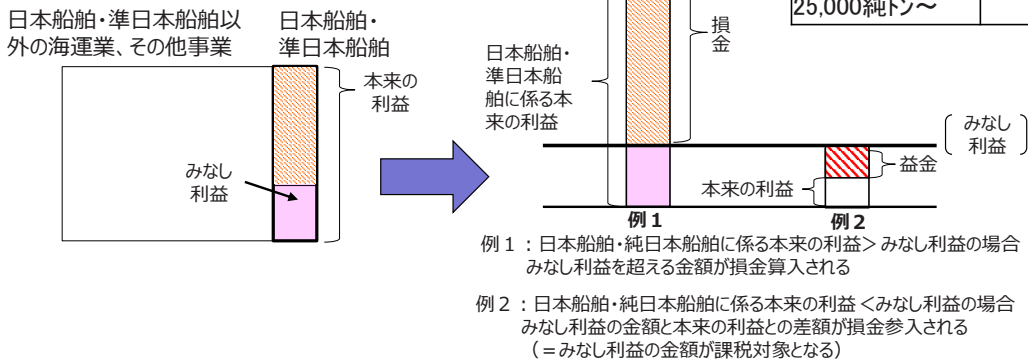 日本船舶・準日本船舶以
外の海運業、その他事業
日本船舶・
準日本船舶
本来の
利益
みなし
利益
25,000純トン～
損
金
日本船舶・
準日本船
舶に係る本
来の利益
みなし
利益
益金
本来の利益
例１
例２
例１：日本船舶・純日本船舶に係る本来の利益＞みなし利益の場合
みなし利益を超える金額が損金算入される
例２：日本船舶・純日本船舶に係る本来の利益＜みなし利益の場合
みなし利益の金額と本来の利益との差額が損金参入される
（＝みなし利益の金額が課税対象となる）